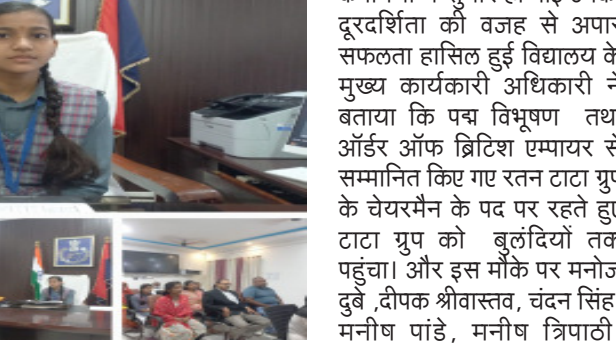 दूरदर्शिता की वजह से अपार
सफलता हासिल हुई विद्यालय के
मुख्य कार्यकारी अधिकारी ने
बताया कि पद्म विभूषण तथा
ऑर्डर ऑफ ब्रिटिश एम्पायर से
सम्मानित किए गए रतन टाटा ग्रुप
के चेयरमैन के पद पर रहते हुए
टाटा ग्रुप को बुलंदियों तक
पहुंचा। और इस मौके पर मनोज
दुबे ,दीपक श्रीवास्तव, चंदन सिंह
मनीष पांडे, मनीष त्रिपाठी